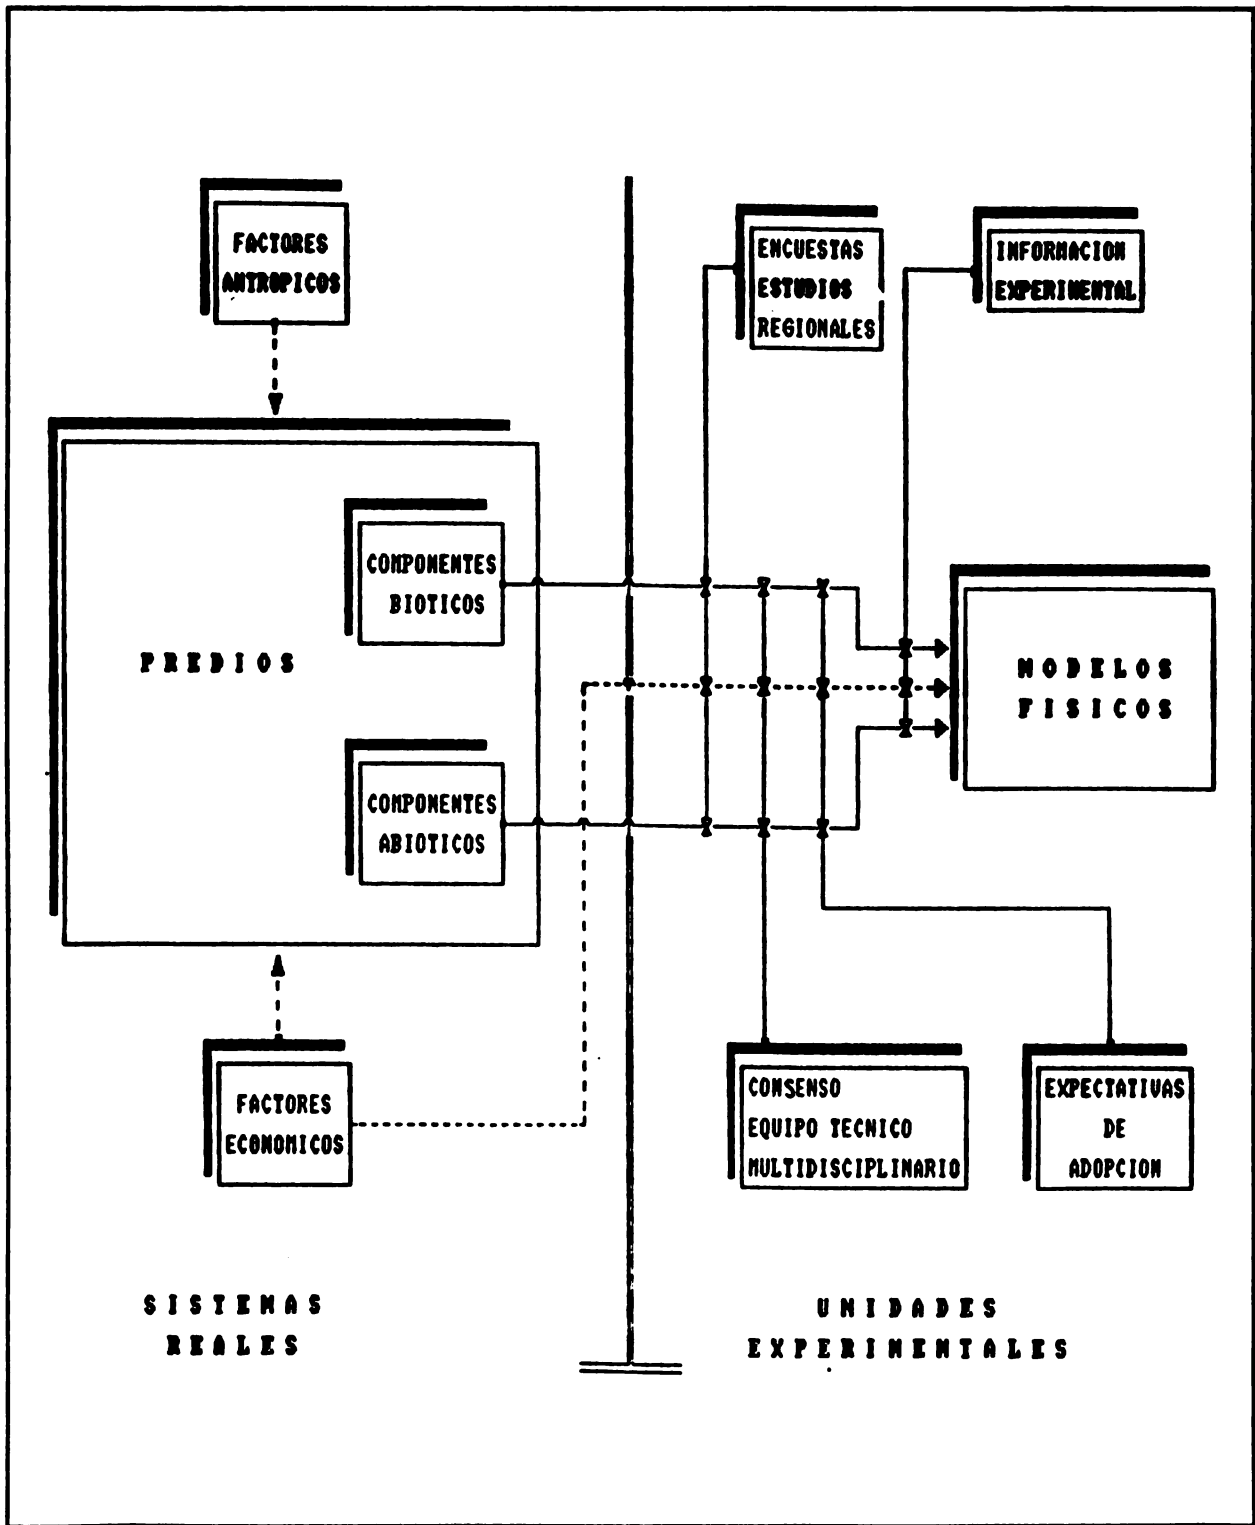 FACTORES
ANTROPICOS
ENCUESTAS
ESTUDIOS
REGIONALES
INFORMACION
EXPERIMENTAL
PREDIOS
COMPONENTES
BIOTICOS
COMPONENTES
ABIOTICOS
MODELOS
FISICOS
FACTORES
ECONOMICOS
CONSENSO
EQUIPO TECNICO
MULTIDISCIPLINARIO
EXPECTATIVAS
DE
ADOPCION
SISTEMAS
REALES
UNIDADES
EXPERIMENTALES